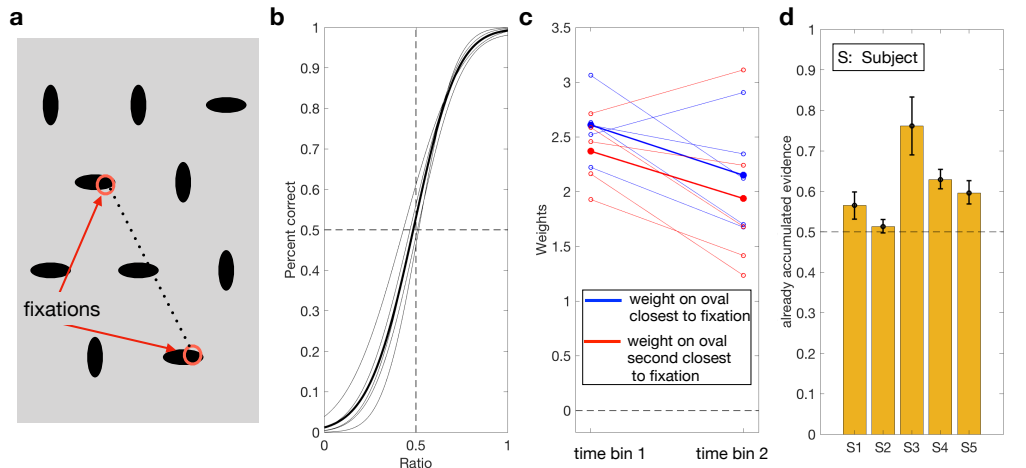 a
fixations
b
Percent correct
1
0.9
0.8
0.7
0.6
0.5
0.4
0.3
0.2
0.1
0
0
0.5
1
Ratio
c
Weights
3.5
3
2.5
2
1.5
1
0.5
0
weight on oval
closest to fixation
weight on oval
second closest
to fixation
time bin 1
time bin 2
d
already accumulated evidence
1
0.9
0.8
0.7
0.6
0.5
0.4
0.3
0.2
0.1
0
S: Subject
S1
S2
S3
S4
S5